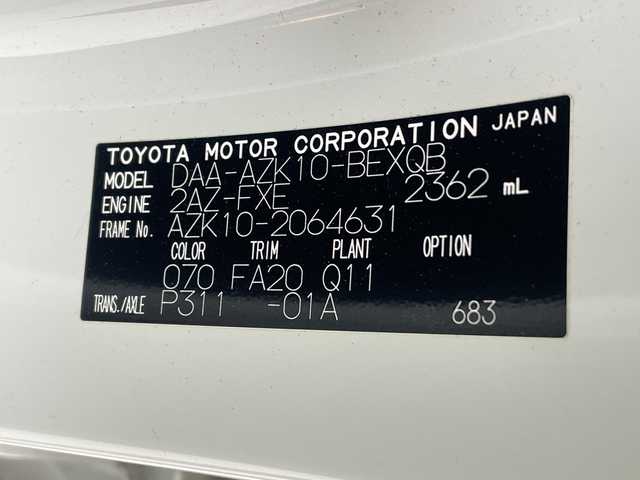 TOYOTA MOTOR CORPORATION JAPAN
MODEL DAA-AZK10-BEXQB
ENGINE 2AZ-FXE 2362 mL
FRAME No. AZK10-2064631
COLOR TRIM PLANT OPTION
070 FA20 Q11
TRANS./AXLE P311 -01A 683